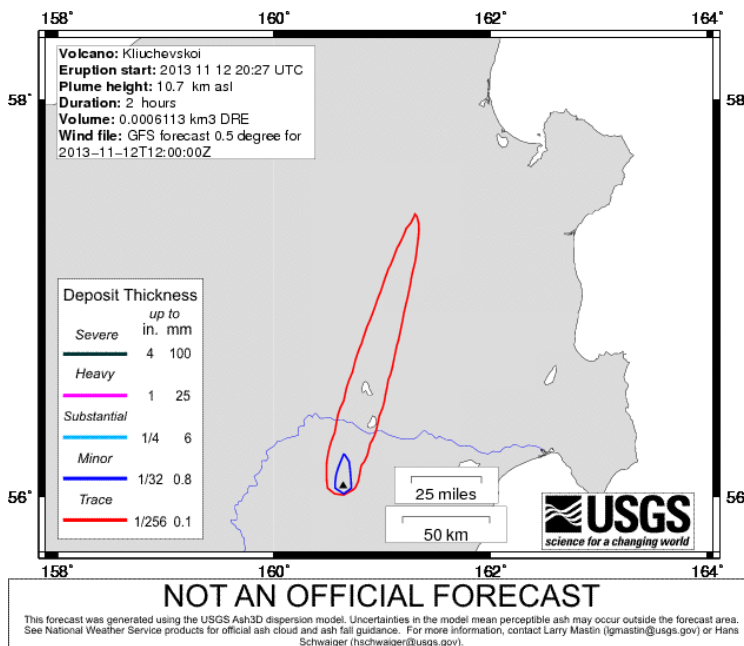 158° 160° 162° 164°
Volcano: Kliuchevskoi
Eruption start: 2013 11 12 20:27 UTC
Plume height: 10.7 km asl
Duration: 2 hours
Volume: 0.0006113 km3 DRE
Wind file: GFS forecast 0.5 degree for
2013-11-12T12:00:00Z
58° 58°
Deposit Thickness
up to
in. mm
Severe
4 100
Heavy
1 25
Substantial
1/4 6
Minor
1/32 0.8
Trace
1/256 0.1
56° 56°
25 miles
50 km
USGS
science for a changing world
158° 160° 162° 164°
NOT AN OFFICIAL FORECAST
This forecast was generated using the USGS Ash3D dispersion model. Uncertainties in the model mean perceptible ash may occur outside the forecast area.
See National Weather Service products for official ash cloud and ash fall guidance. For more information, contact Larry Mastin (lgmastin@usgs.gov) or Hans
Schwaiger (hschwaiger@usgs.gov).